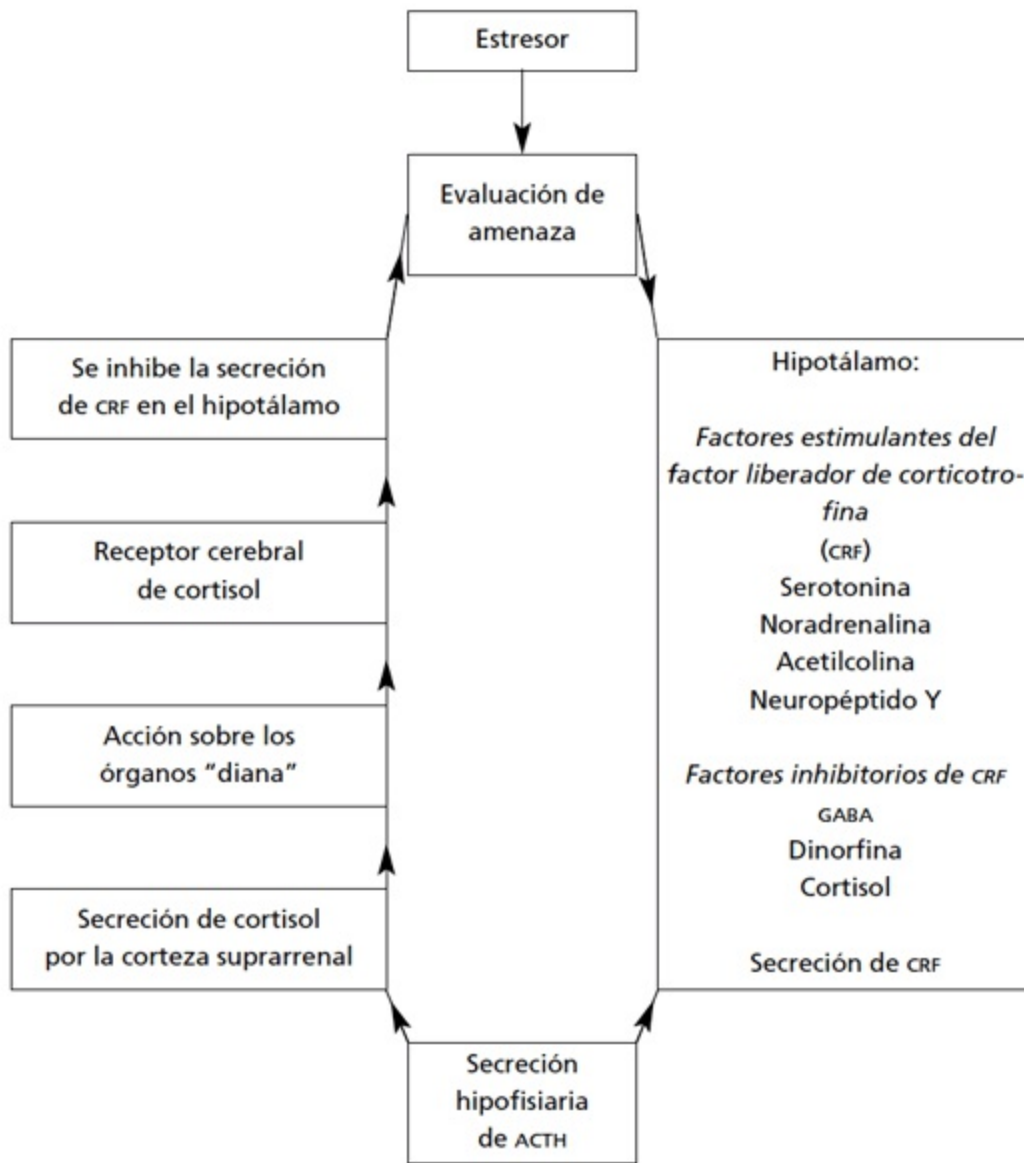 Estresor
Evaluación de
amenaza
Se inhibe la secreción
de CRF en el hipotálamo
Receptor cerebral
de cortisol
Acción sobre los
órganos "diana"
Secreción de cortisol
por la corteza suprarrenal
Hipotálamo:
Factores estimulantes del
factor liberador de corticotro-
fina
(CRF)
Serotonina
Noradrenalina
Acetilcolina
Neuropéptido Y
Factores inhibitorios de CRF
GABA
Dinorfina
Cortisol
Secreción de CRF
Secreción
hipofisiaria
de ACTH